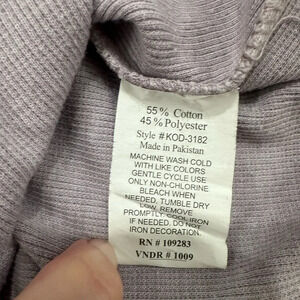 55% Cotton
45% Polyester
Style #KOD-3182
Made in Pakistan
MACHINE WASH COLD
WITH LIKE COLORS
GENTLE CYCLE USE
ONLY NON-CHLORINE
BLEACH WHEN
NEEDED, TUMBLE DRY
LOW, REMOVE
PROMPTLY, COOL IRON
IF NEEDED. DO NOT
IRON DECORATION.
RN # 109283
VNDR # 1009